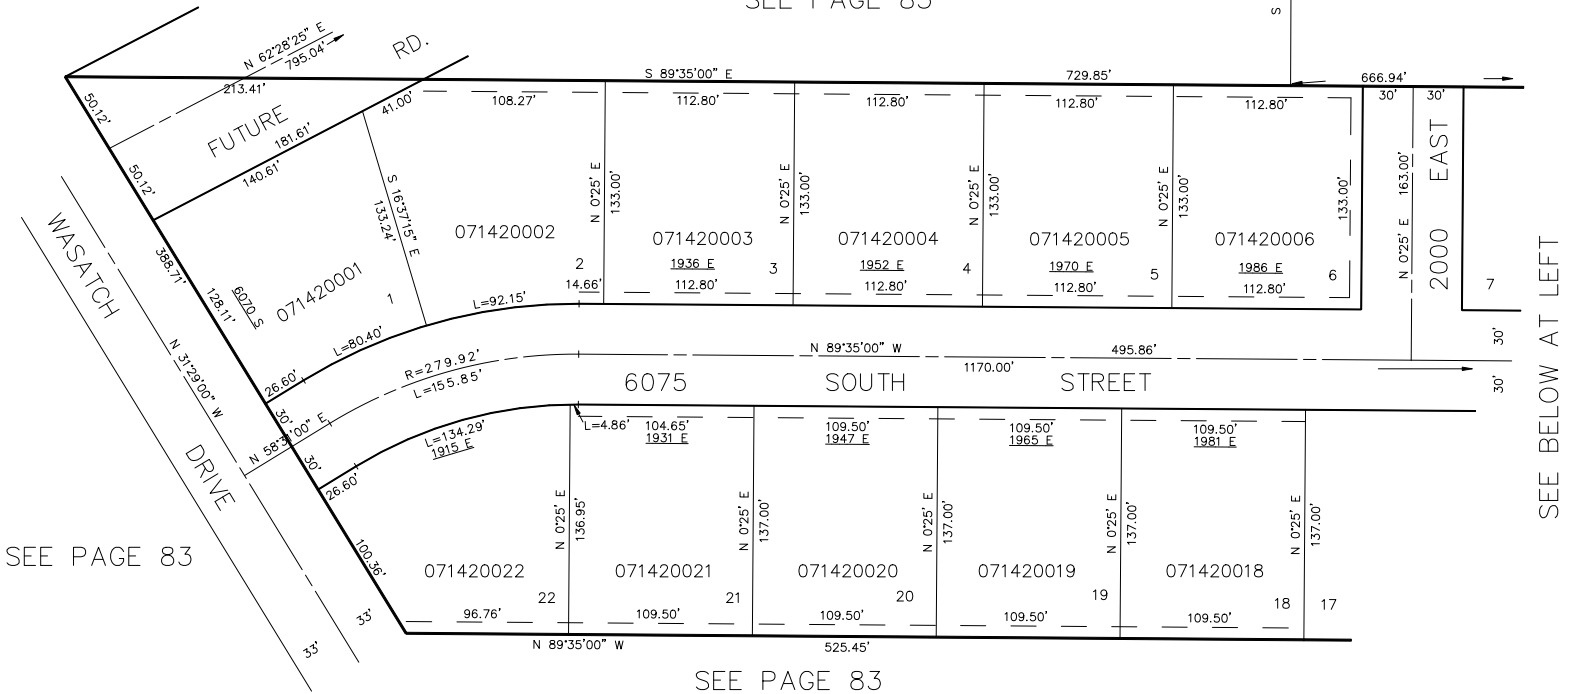 SEE PAGE 83
S
N 62°28'25" E
795.04'
RD.
213.41'
S 89°35'00" E
729.85'
666.94'
50.12'
FUTURE
181.61'
41.00'
108.27'
112.80'
112.80'
112.80'
112.80'
30'
30'
50.12'
140.61'
S 16°37'15" E
133.24'
N 0°25' E
133.00'
N 0°25' E
133.00'
N 0°25' E
133.00'
N 0°25' E
133.00'
133.00'
N 0°25' E 163.00'
2000 EAST
WASATCH
DRIVE
388.71'
128.11'
6070 S
071420001
1
071420002
2
14.66'
071420003
1936 E
3
112.80'
071420004
1952 E
4
112.80'
071420005
1970 E
5
112.80'
071420006
1986 E
6
112.80'
7
SEE BELOW AT LEFT
L=92.15'
L=80.40'
26.60'
R=279.92'
L=155.85'
N 89°35'00" W
495.86'
1170.00'
30'
30'
6075 SOUTH STREET
N 31°29'00" W
30'
N 58°31'00" E
30'
26.60'
L=134.29'
1915 E
L=4.86'
104.65'
1931 E
109.50'
1947 E
109.50'
1965 E
109.50'
1981 E
N 0°25' E
136.95'
N 0°25' E
137.00'
N 0°25' E
137.00'
N 0°25' E
137.00'
N 0°25' E
137.00'
SEE PAGE 83
100.36'
071420022
22
96.76'
071420021
21
109.50'
071420020
20
109.50'
071420019
19
109.50'
071420018
18
109.50'
17
33'
33'
N 89°35'00" W
525.45'
SEE PAGE 83